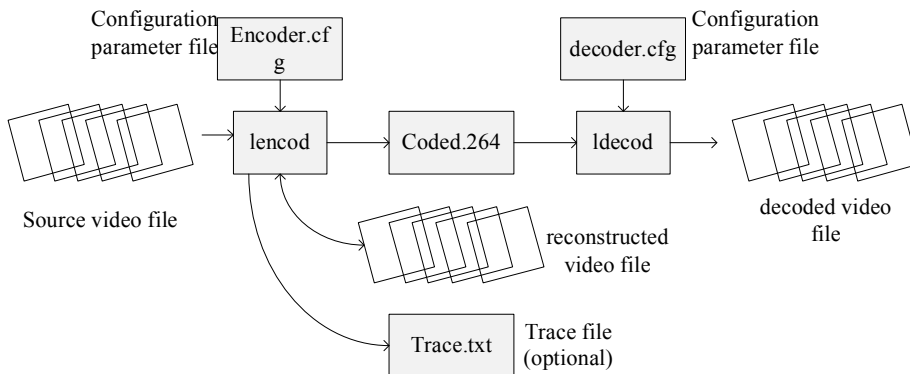 Configuration
parameter file
Encoder.cf
g
decoder.cfg
Configuration
parameter file
lencod
Coded.264
ldecod
Source video file
decoded video
file
reconstructed
video file
Trace.txt
Trace file
(optional)